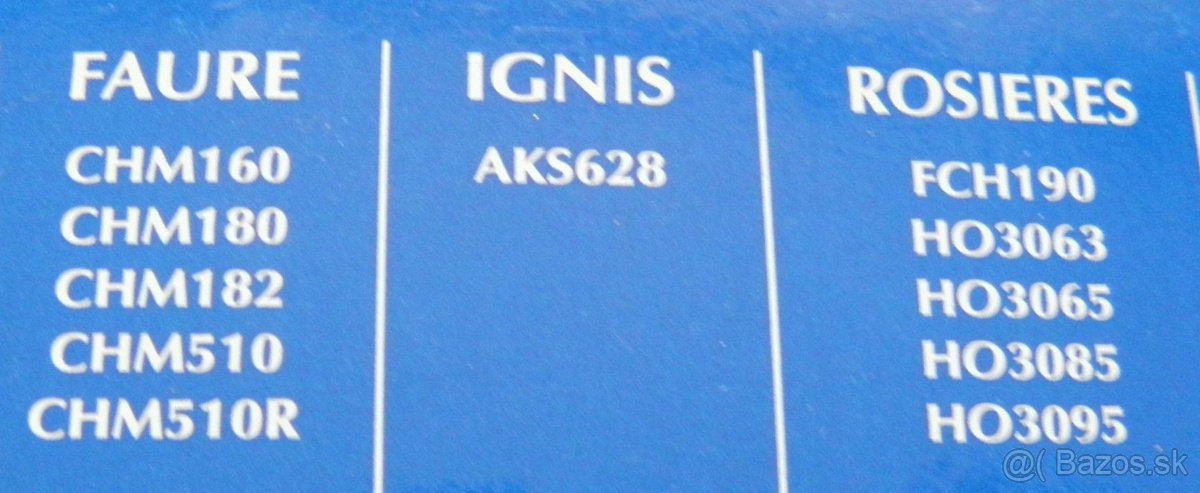 FAURE
CHM160
CHM180
CHM182
CHM510
CHM510R
IGNIS
AKS628
ROSIERES
FCH190
HO3063
HO3065
HO3085
HO3095
@( Bazos.sk